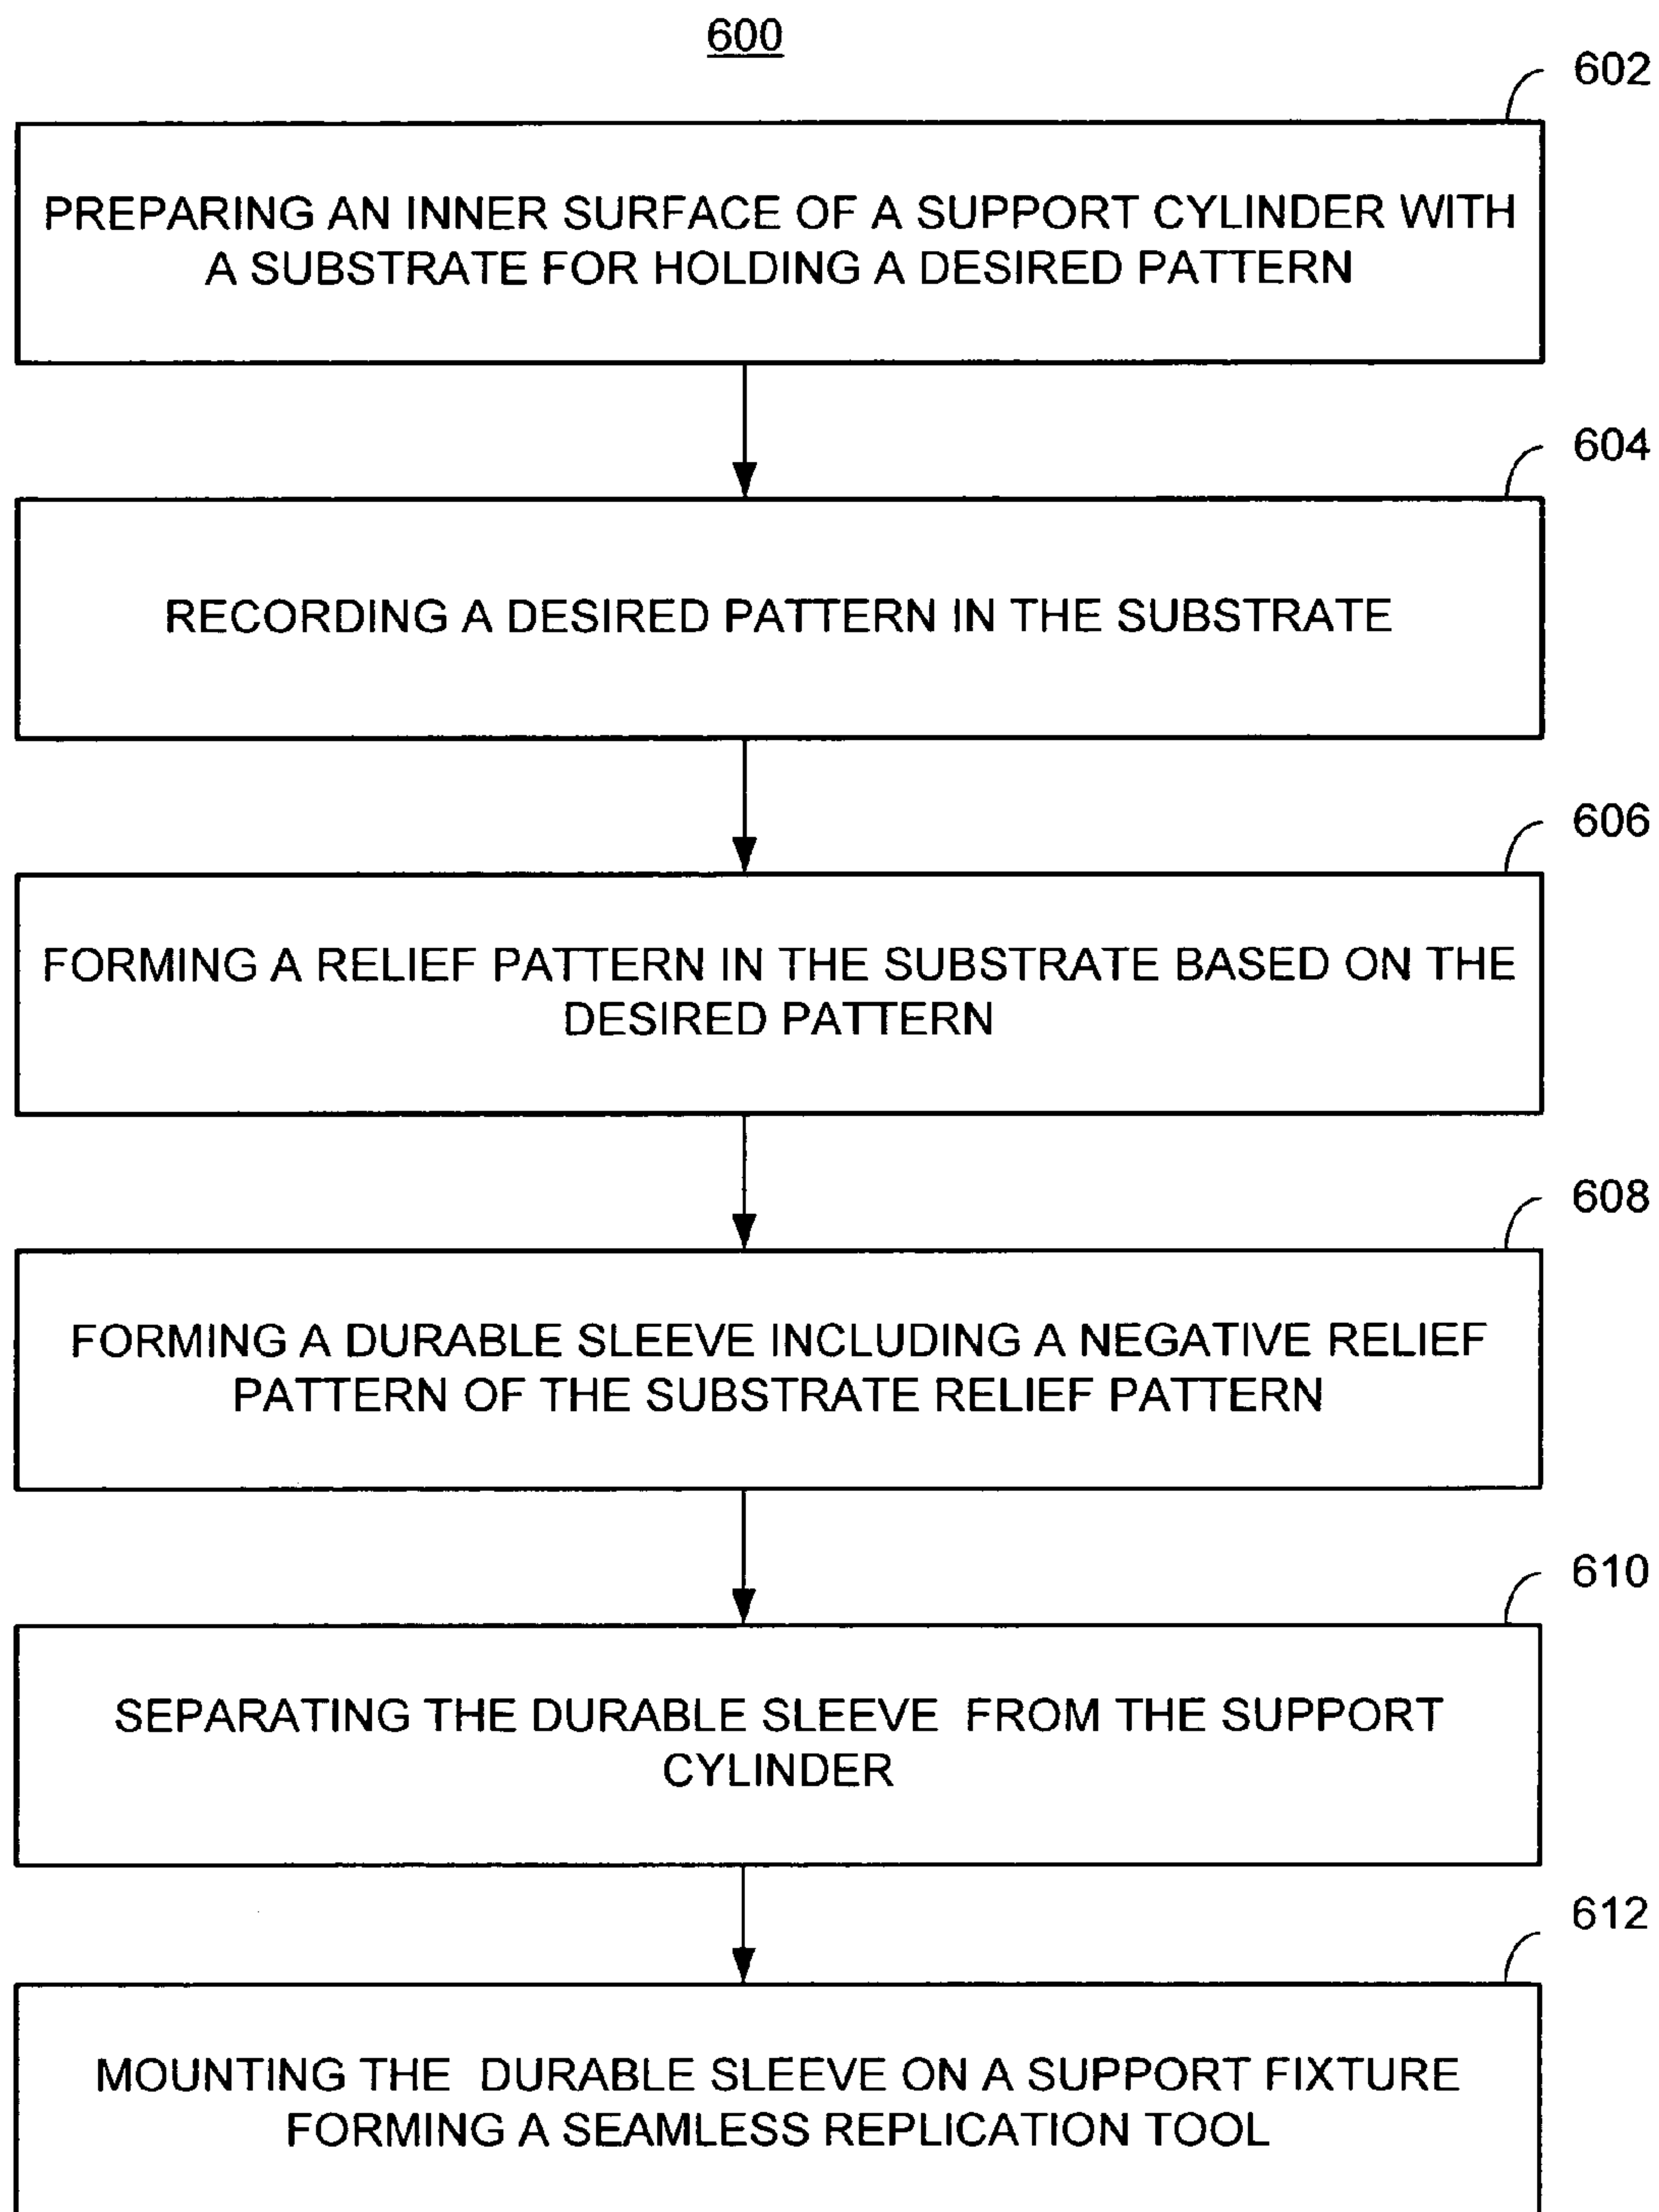 600
602
PREPARING AN INNER SURFACE OF A SUPPORT CYLINDER WITH
A SUBSTRATE FOR HOLDING A DESIRED PATTERN
604
RECORDING A DESIRED PATTERN IN THE SUBSTRATE
606
FORMING A RELIEF PATTERN IN THE SUBSTRATE BASED ON THE
DESIRED PATTERN
608
FORMING A DURABLE SLEEVE INCLUDING A NEGATIVE RELIEF
PATTERN OF THE SUBSTRATE RELIEF PATTERN
610
SEPARATING THE DURABLE SLEEVE FROM THE SUPPORT
CYLINDER
612
MOUNTING THE DURABLE SLEEVE ON A SUPPORT FIXTURE
FORMING A SEAMLESS REPLICATION TOOL